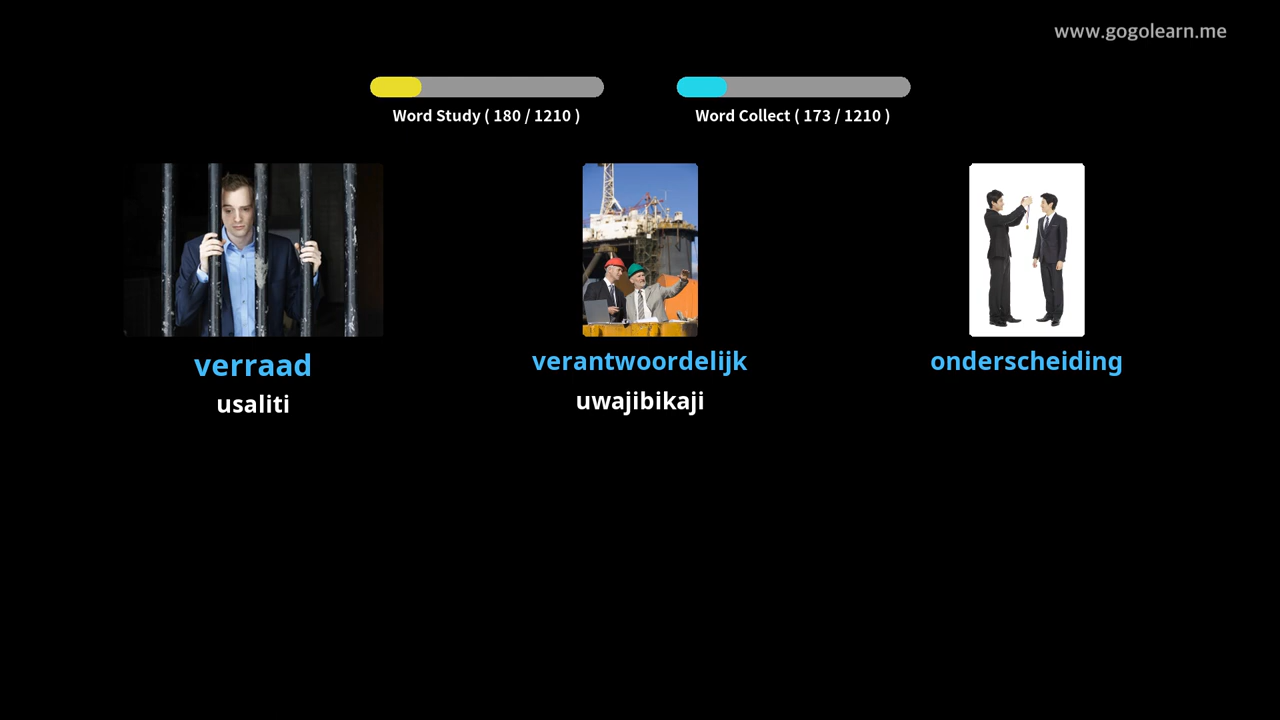 www.gogolearn.me
Word Study ( 180 / 1210 )
Word Collect ( 173 / 1210 )
verraad
usaliti
verantwoordelijk
uwajibikaji
onderscheiding